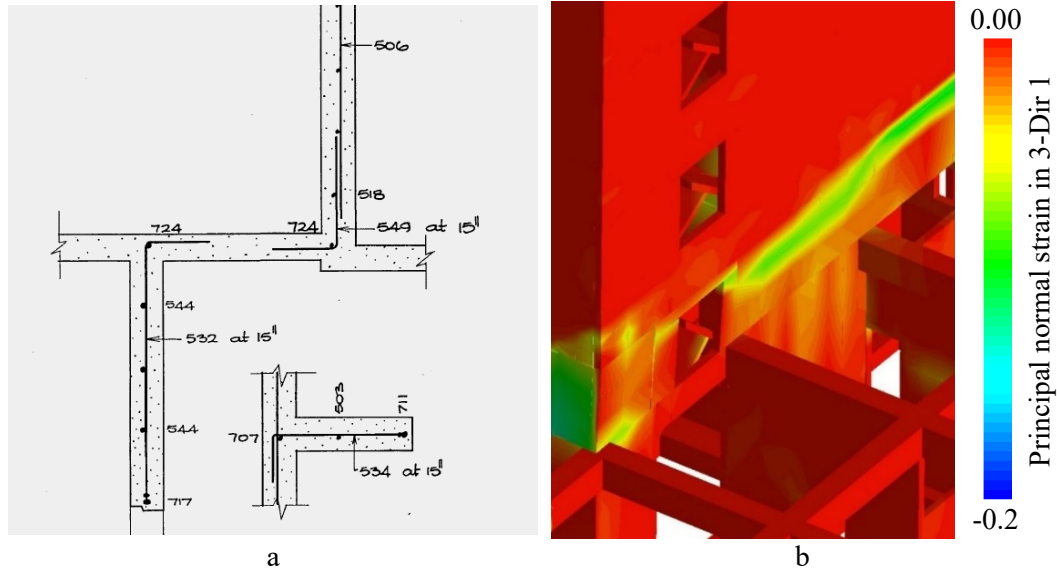 506
518
724
724
549 at 15"
544
532 at 15"
544
503
711
707
534 at 15"
717
a
0.00
Principal normal strain in 3-Dir 1
-0.2
b